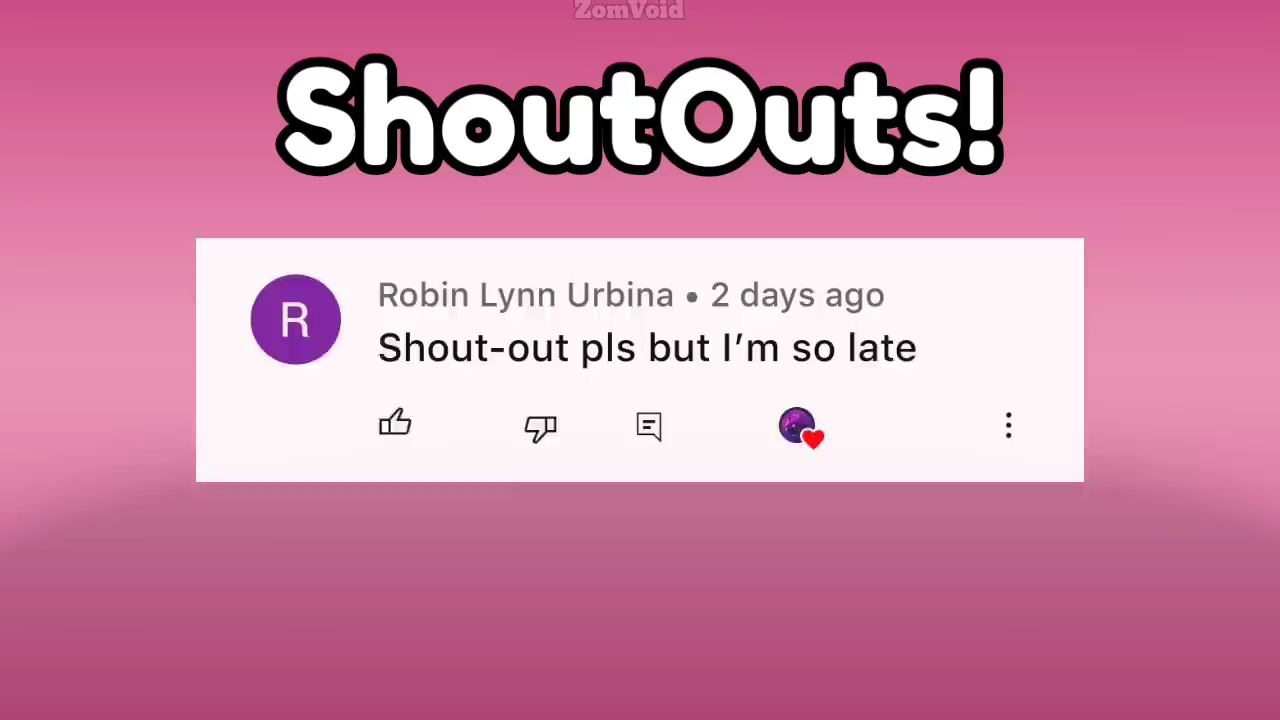 ZomVoid
ShoutOuts!
R
Robin Lynn Urbina • 2 days ago
Shout-out pls but I’m so late